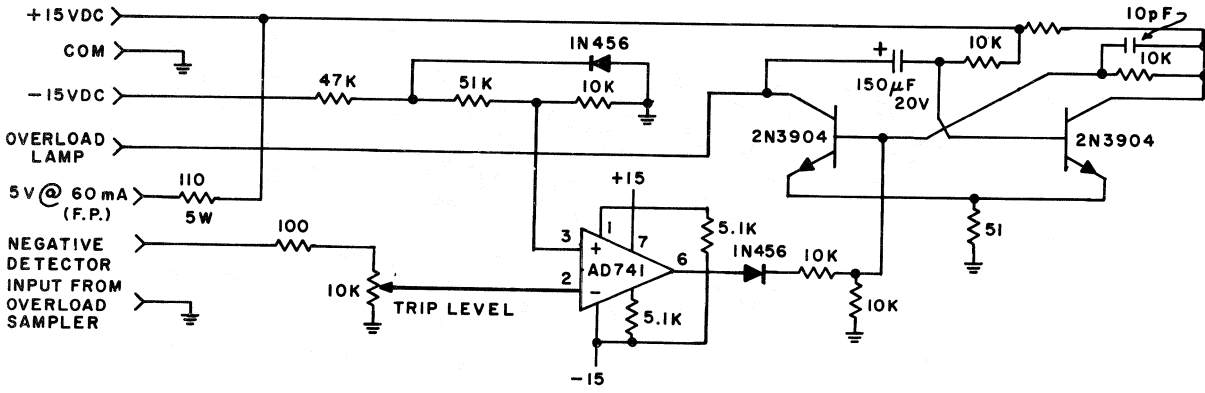 +15VDC
COM
-15VDC
OVERLOAD
LAMP
5V @ 60mA
(F.P.)
NEGATIVE
DETECTOR
INPUT FROM
OVERLOAD
SAMPLER
110
5W
100
10K
TRIP LEVEL
47K
51K
1N456
10K
3
+
2
-
AD741
1
7
6
+15
-15
5.1K
5.1K
1N456
10K
10K
+
150µF
20V
10K
10pF
10K
2N3904
2N3904
51